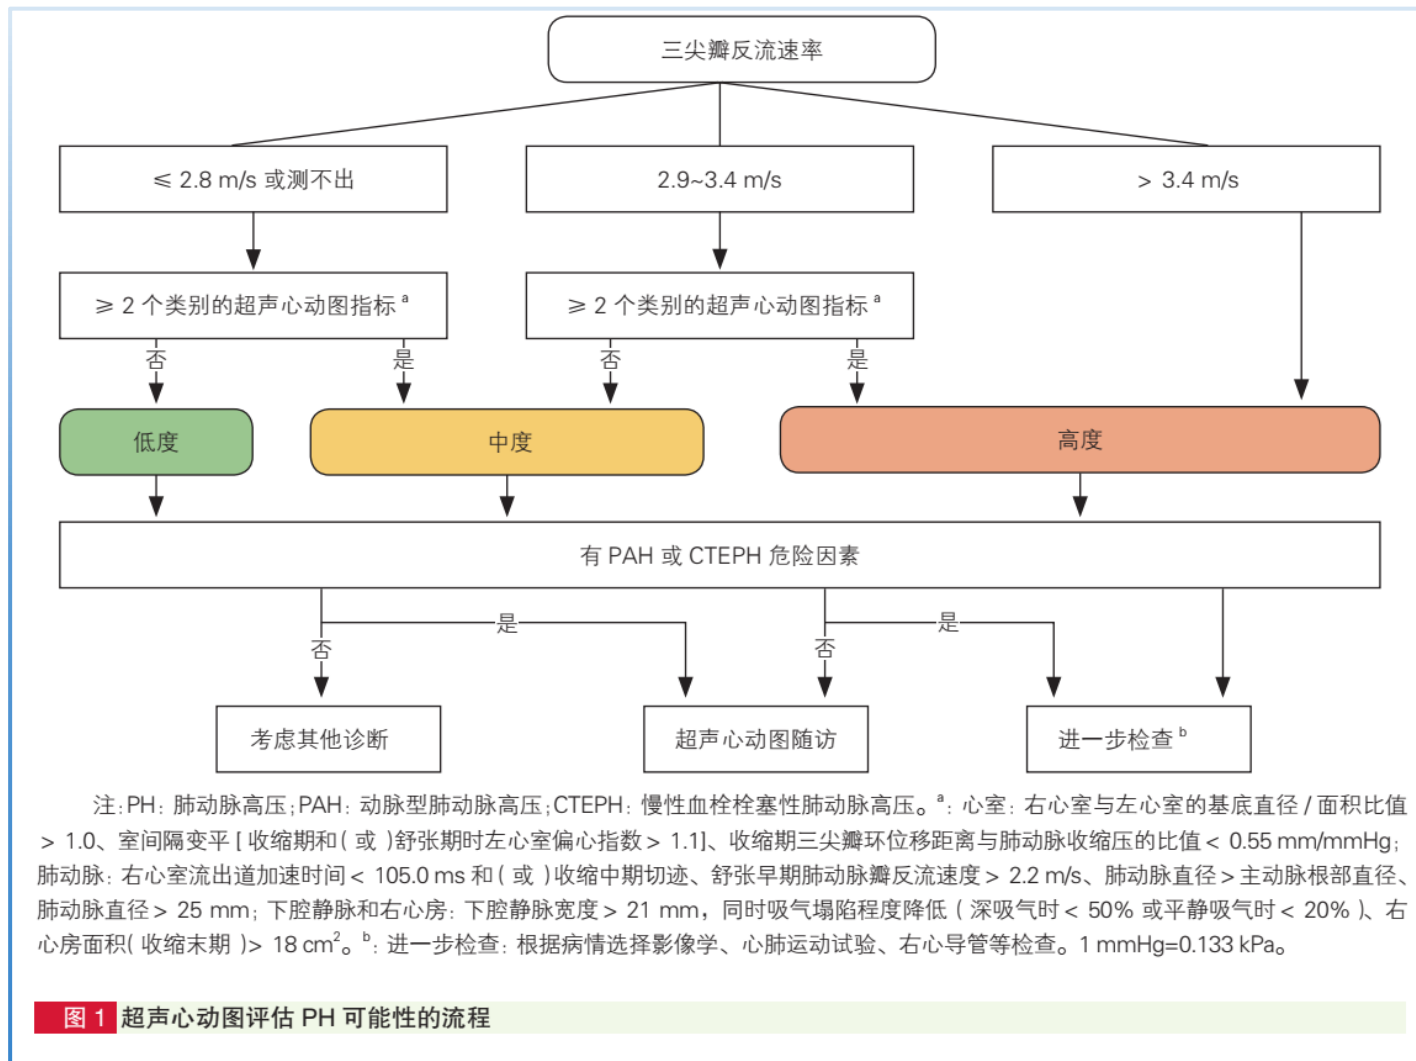 三尖瓣反流速率
≤ 2.8 m/s 或测不出
2.9~3.4 m/s
> 3.4 m/s
≥ 2 个类别的超声心动图指标 a
≥ 2 个类别的超声心动图指标 a
否
是
否
是
低度
中度
高度
有 PAH 或 CTEPH 危险因素
是
是
否
否
考虑其他诊断
超声心动图随访
进一步检查 b
注:PH: 肺动脉高压;PAH: 动脉型肺动脉高压;CTEPH: 慢性血栓栓塞性肺动脉高压。a: 心室: 右心室与左心室的基底直径 / 面积比值
> 1.0、室间隔变平 [ 收缩期和( 或 )舒张期时左心室偏心指数> 1.1]、收缩期三尖瓣环位移距离与肺动脉收缩压的比值< 0.55 mm/mmHg;
肺动脉: 右心室流出道加速时间< 105.0 ms 和( 或 )收缩中期切迹、舒张早期肺动脉瓣反流速度> 2.2 m/s、肺动脉直径>主动脉根部直径、
肺动脉直径> 25 mm; 下腔静脉和右心房: 下腔静脉宽度> 21 mm，同时吸气塌陷程度降低 ( 深吸气时< 50% 或平静吸气时< 20% )、右
心房面积( 收缩末期 )> 18 cm2。b: 进一步检查: 根据病情选择影像学、心肺运动试验、右心导管等检查。1 mmHg=0.133 kPa。
图 1 超声心动图评估 PH 可能性的流程